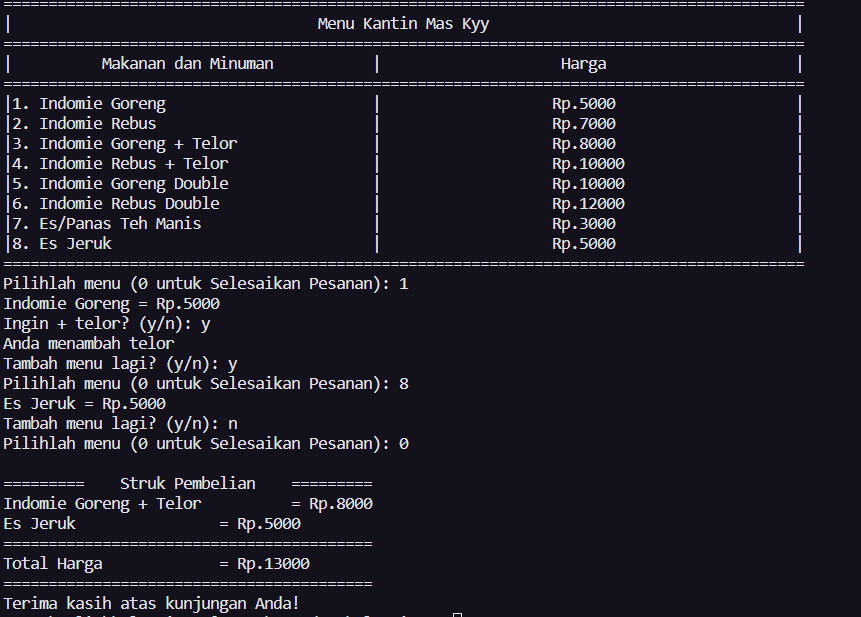 ========================================================================================
| Menu Kantin Mas Kyy |
========================================================================================
| Makanan dan Minuman | Harga |
========================================================================================
|1. Indomie Goreng | Rp.5000 |
|2. Indomie Rebus | Rp.7000 |
|3. Indomie Goreng + Telor | Rp.8000 |
|4. Indomie Rebus + Telor | Rp.10000 |
|5. Indomie Goreng Double | Rp.10000 |
|6. Indomie Rebus Double | Rp.12000 |
|7. Es/Panas Teh Manis | Rp.3000 |
|8. Es Jeruk | Rp.5000 |
========================================================================================
Pilihlah menu (0 untuk Selesaikan Pesanan): 1
Indomie Goreng = Rp.5000
Ingin + telor? (y/n): y
Anda menambah telor
Tambah menu lagi? (y/n): y
Pilihlah menu (0 untuk Selesaikan Pesanan): 8
Es Jeruk = Rp.5000
Tambah menu lagi? (y/n): n
Pilihlah menu (0 untuk Selesaikan Pesanan): 0
========= Struk Pembelian =========
Indomie Goreng + Telor = Rp.8000
Es Jeruk = Rp.5000
=========================================
Total Harga = Rp.13000
=========================================
Terima kasih atas kunjungan Anda!